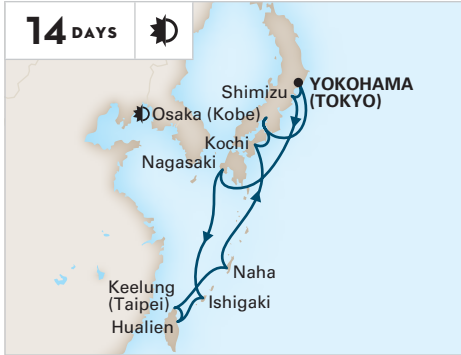 14 DAYS
Shimizu
YOKOHAMA
(TOKYO)
Osaka (Kobe)
Kochi
Nagasaki
Naha
Keelung
(Taipei)
Ishigaki
Hualien